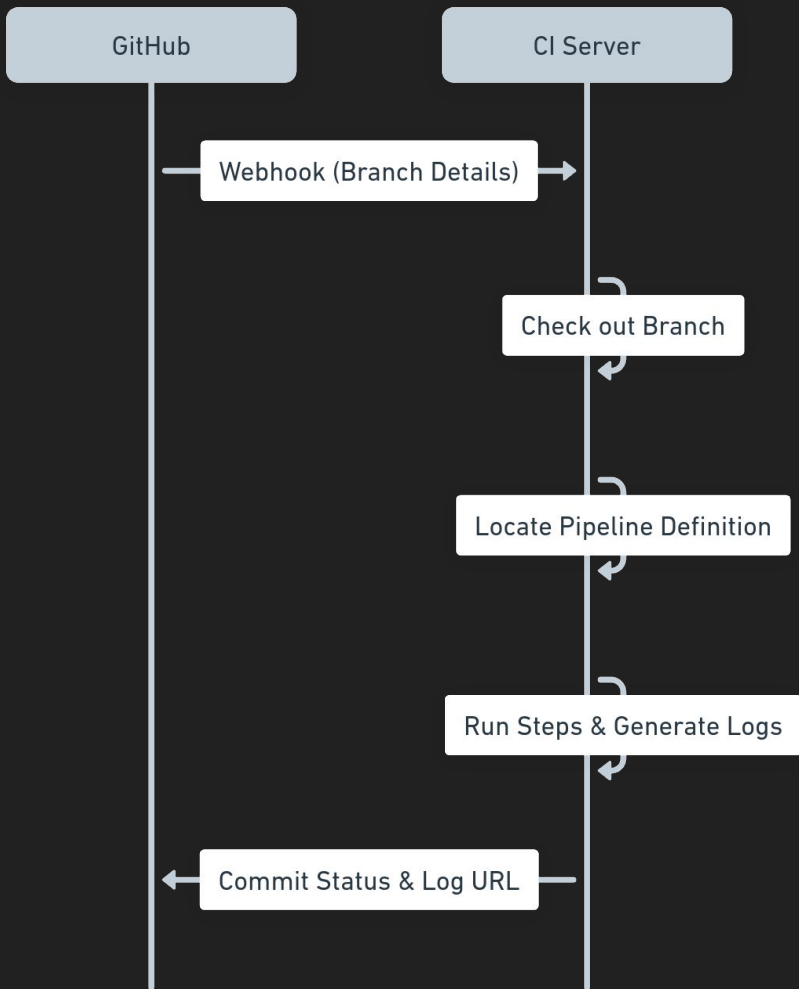 GitHub
CI Server
Webhook (Branch Details)
Check out Branch
Locate Pipeline Definition
Run Steps & Generate Logs
Commit Status & Log URL